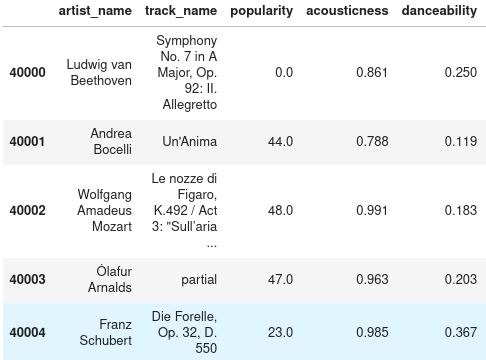 artist_name track_name popularity acousticness danceability
Symphony
No. 7 in A
40000 Ludwig van Beethoven Major, Op. 0.0 0.861 0.250
92: II.
Allegretto
40001 Andrea Bocelli Un'Anima 44.0 0.788 0.119
Le nozze di
Figaro,
40002 Wolfgang Amadeus Mozart K.492 / Act 48.0 0.991 0.183
3: "Sull'aria
...
40003 Ólafur Arnalds partial 47.0 0.963 0.203
Die Forelle,
40004 Franz Schubert Op. 32, D. 23.0 0.985 0.367
550